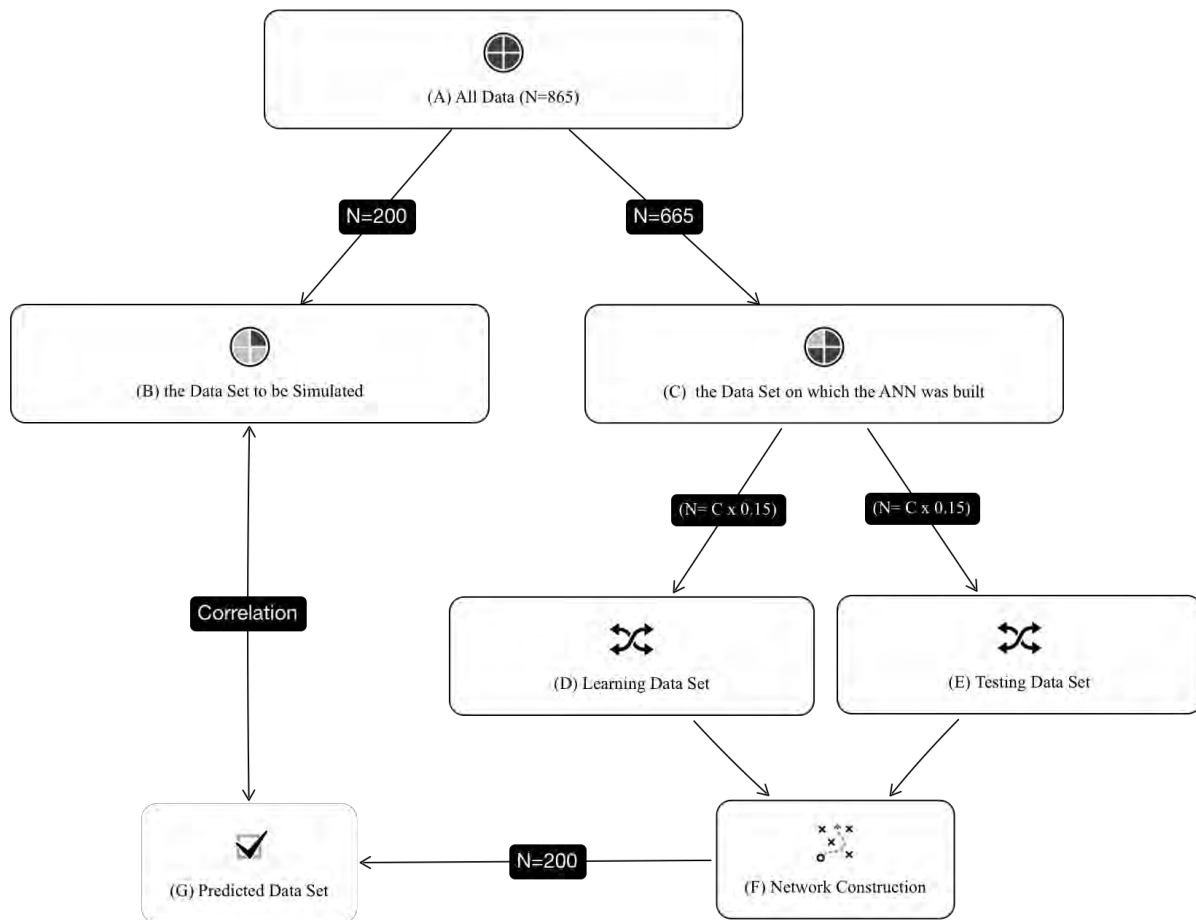 (A) All Data (N=865)
N=200
N=665
(B) the Data Set to be Simulated
(C) the Data Set on which the ANN was built
(N= C x 0.15)
(N= C x 0.15)
Correlation
(D) Learning Data Set
(E) Testing Data Set
N=200
(G) Predicted Data Set
(F) Network Construction